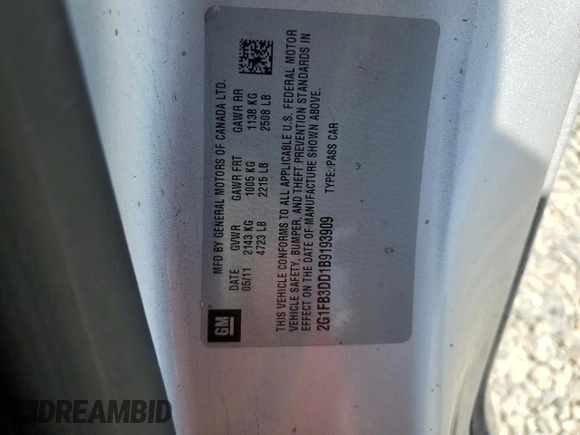 MFD BY GENERAL MOTORS OF CANADA LTD.
DATE GVWR GAWR FRT GAWR RR
05/11 2143 KG 1005 KG 1138 KG
4723 LB 2215 LB 2508 LB
THIS VEHICLE CONFORMS TO ALL APPLICABLE U.S. FEDERAL MOTOR
VEHICLE SAFETY, BUMPER, AND THEFT PREVENTION STANDARDS IN
EFFECT ON THE DATE OF MANUFACTURE SHOWN ABOVE.
2G1FB3DD1B9193909 TYPE:PASS CAR
GM
DREAMBID